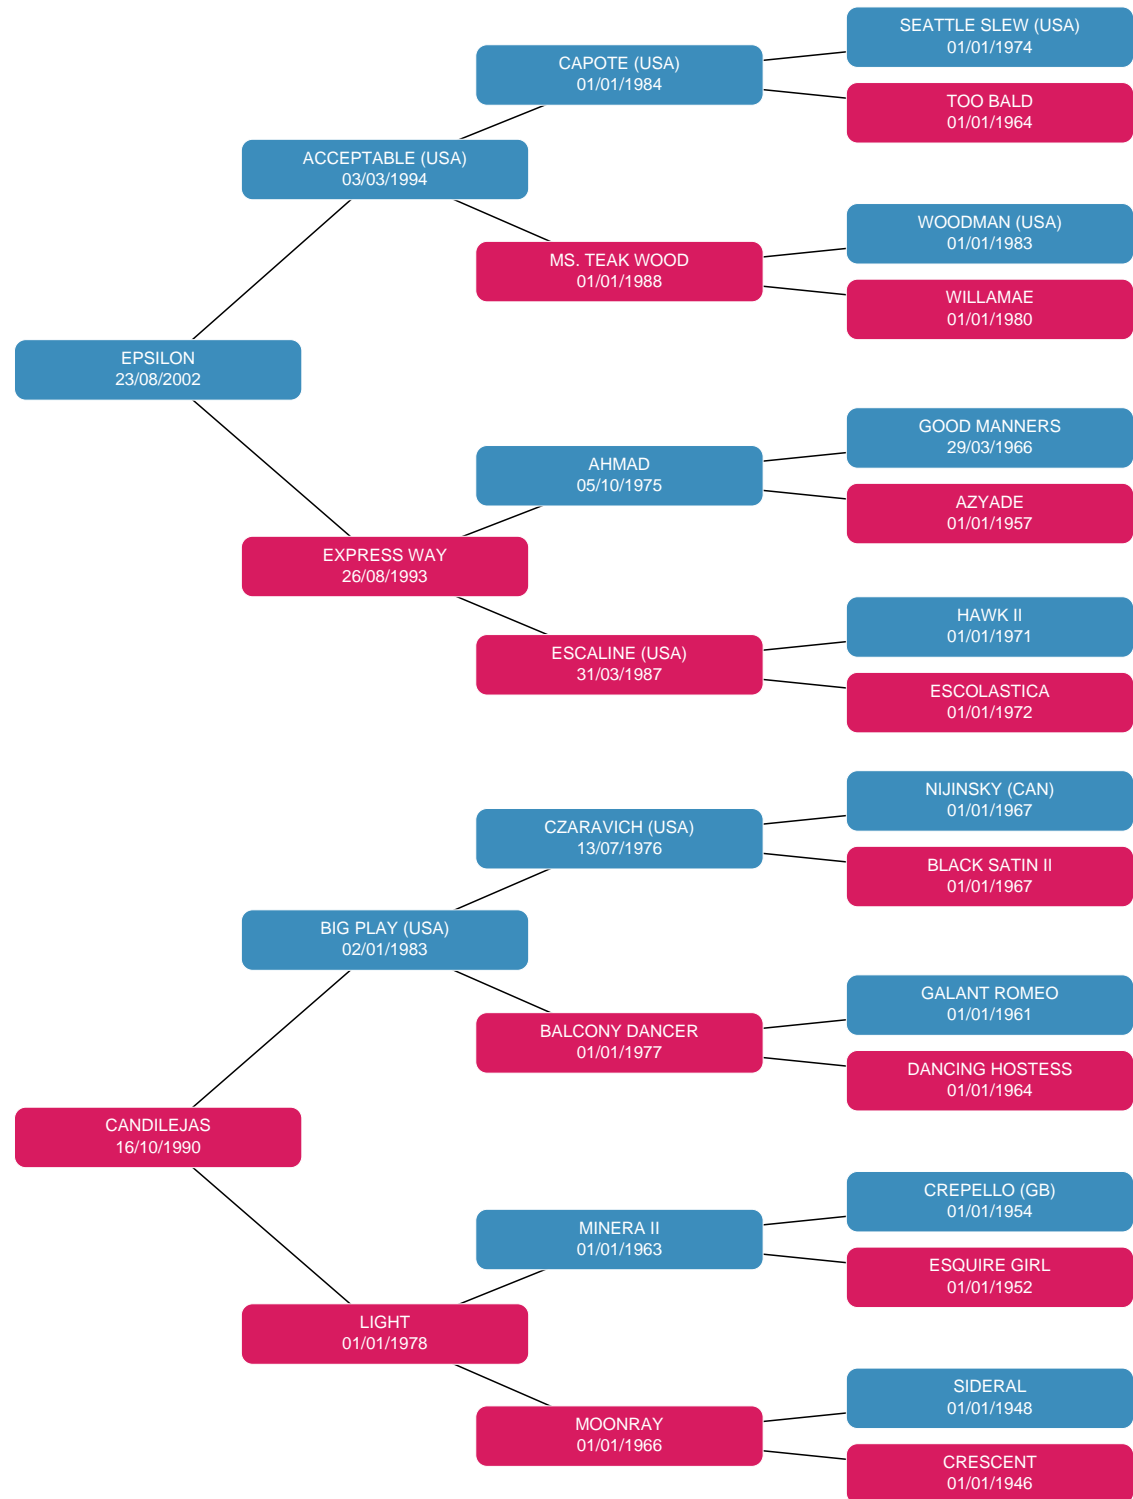 SEATTLE SLEW (USA)
01/01/1974
CAPOTE (USA)
01/01/1984
TOO BALD
01/01/1964
ACCEPTABLE (USA)
03/03/1994
WOODMAN (USA)
01/01/1983
MS. TEAK WOOD
01/01/1988
WILLAMAE
01/01/1980
EPSILON
23/08/2002
GOOD MANNERS
29/03/1966
AHMAD
05/10/1975
AZYADE
01/01/1957
EXPRESS WAY
26/08/1993
HAWK II
01/01/1971
ESCALINE (USA)
31/03/1987
ESCOLASTICA
01/01/1972
NIJINSKY (CAN)
01/01/1967
CZARAVICH (USA)
13/07/1976
BLACK SATIN II
01/01/1967
BIG PLAY (USA)
02/01/1983
GALANT ROMEO
01/01/1961
BALCONY DANCER
01/01/1977
DANCING HOSTESS
01/01/1964
CANDILEJAS
16/10/1990
CREPELLO (GB)
01/01/1954
MINERA II
01/01/1963
ESQUIRE GIRL
01/01/1952
LIGHT
01/01/1978
SIDERAL
01/01/1948
MOONRAY
01/01/1966
CRESCENT
01/01/1946